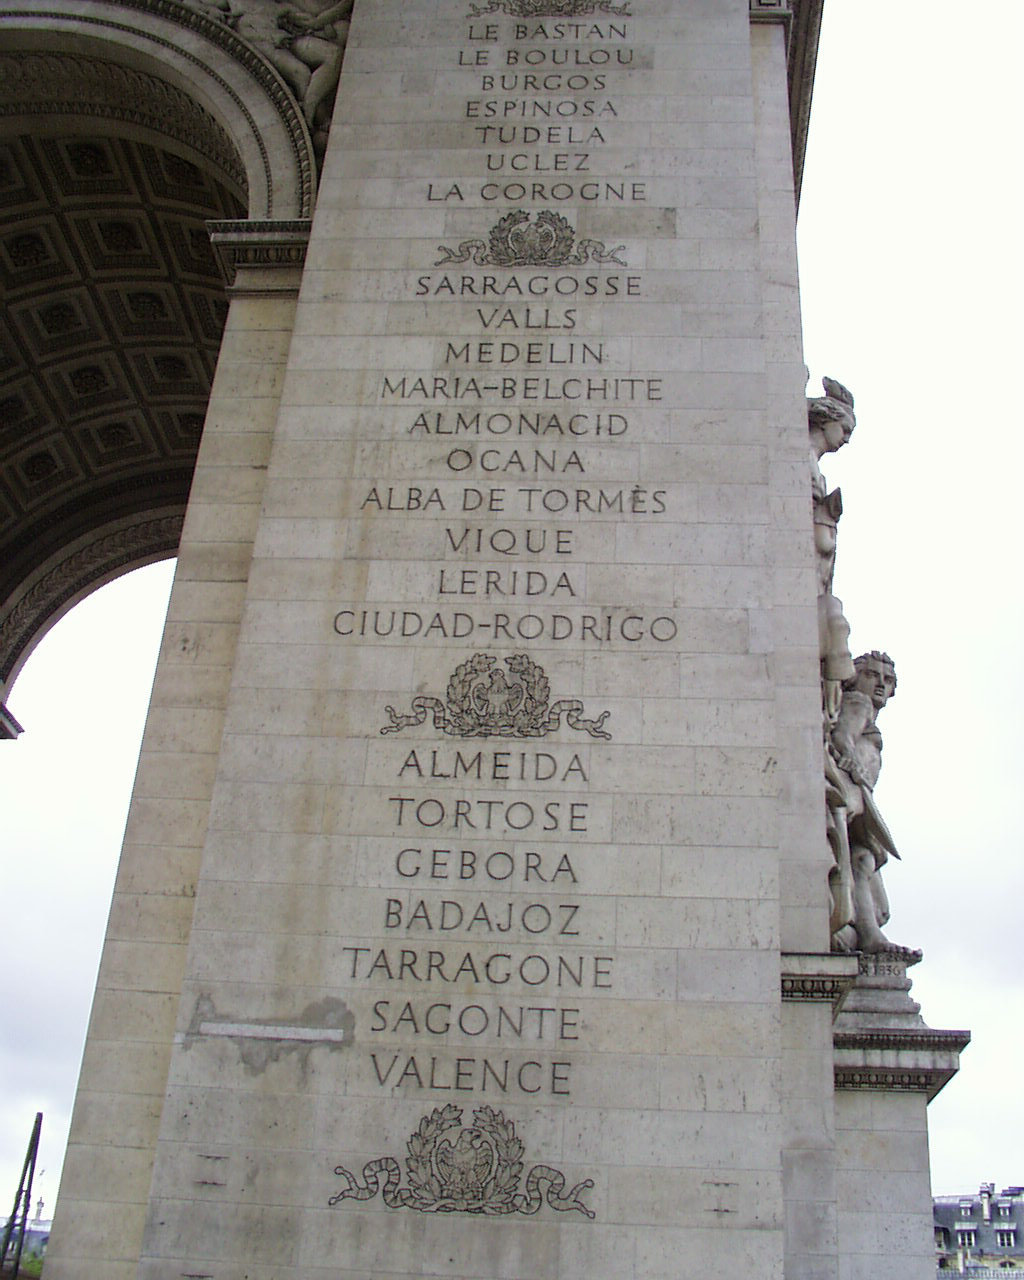 LE BASTAN
LE BOULOU
BURGOS
ESPINOSA
TUDELA
UCLEZ
LA COROGNE
SARRAGOSSE
VALLS
MEDELIN
MARIA-BELCHITE
ALMONACID
OCANA
ALBA DE TORMÈS
VIQUE
LERIDA
CIUDAD-RODRIGO
ALMEIDA
TORTOSE
GEBORA
BADAJOZ
TARRAGONE
SAGONTE
VALENCE
1836